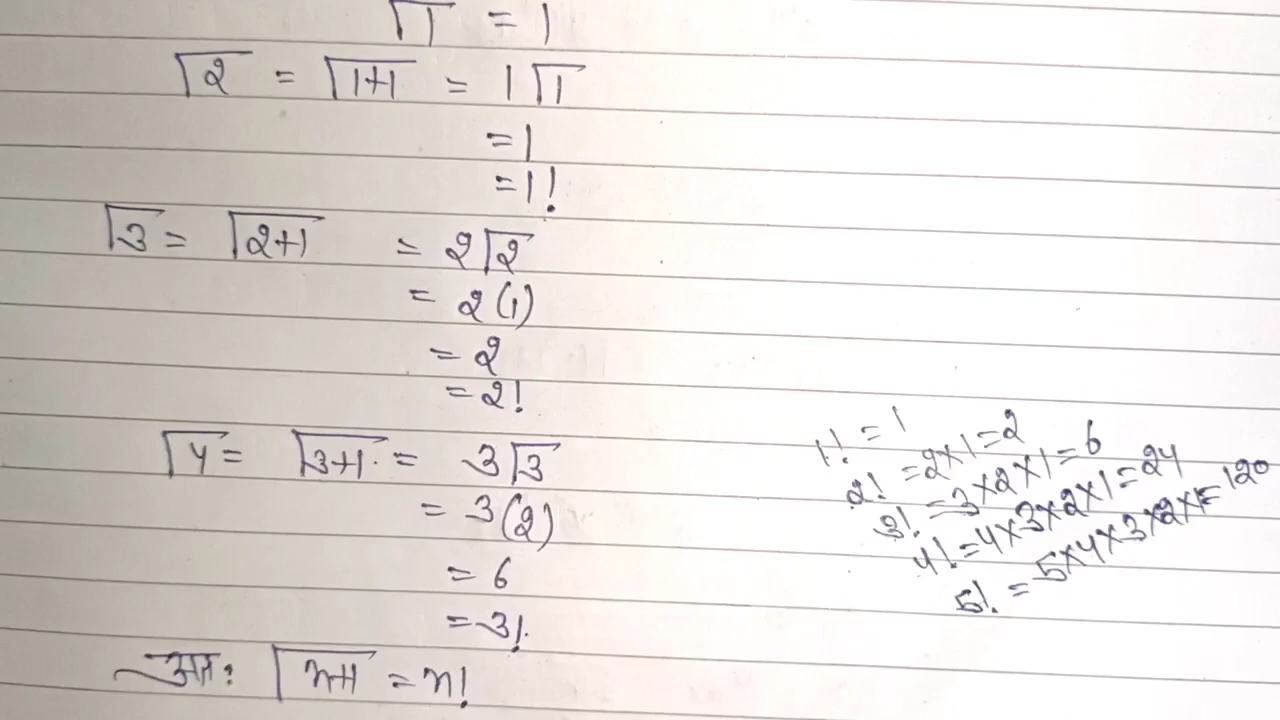 Γ1 = 1
Γ2 = Γ1+1 = 1Γ1
= 1
= 1!
Γ3 = Γ2+1 = 2Γ2
= 2(1)
= 2
= 2!
Γ4 = Γ3+1 = 3Γ3
= 3(2)
= 6
= 3!
अतः Γn+1 = n!
1! = 1
2! = 2×1=2
3! = 3×2×1=6
4! = 4×3×2×1=24
5! = 5×4×3×2×1=120